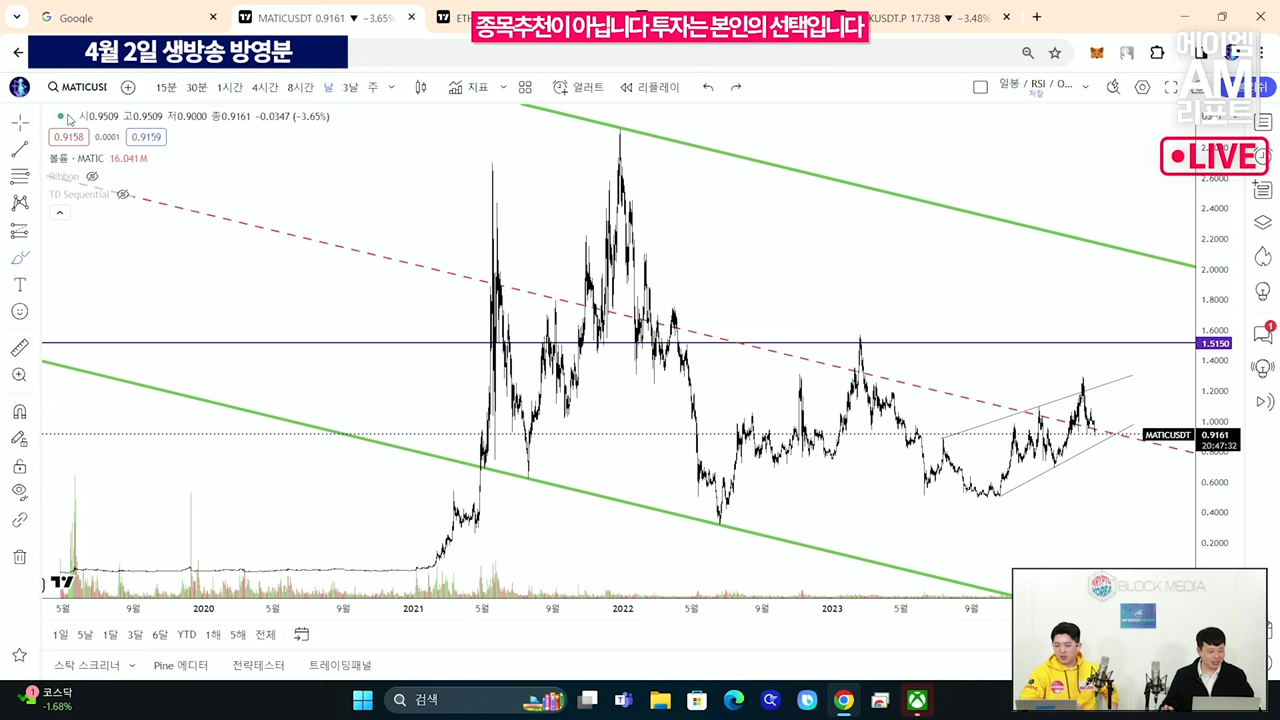 Google
MATICUSDT 0.9161 ▼ −3.65%
ETH
KUSDT.P 17.738 ▼ −3.48%
종목추천이 아닙니다 투자는 본인의 선택입니다
4월 2일 생방송 방영분
에이엠
AM
리포트
LIVE
MATICUSI
15분 30분 1시간 4시간 8시간 날 3날 주
지표
얼러트
리플레이
일봉 / RSI / O...
저장
시0.9509 고0.9509 저0.9000 종0.9161 −0.0347 (−3.65%)
0.9158 0.0001 0.9159
볼륨 · MATIC 16.041M
Ribbon
TD Sequential
2.6000
2.4000
2.2000
2.0000
1.8000
1.6000
1.5150
1.4000
1.2000
1.0000
MATICUSDT 0.9161
20:47:32
0.8000
0.6000
0.4000
0.2000
5월 9월 2020 5월 9월 2021 5월 9월 2022 5월 9월 2023 5월 9월
1일 5날 1달 3달 6달 YTD 1해 5해 전체
스탁 스크리너 Pine 에디터 전략테스터 트레이딩패널
BLOCK MEDIA
1
코스닥
-1.68%
검색